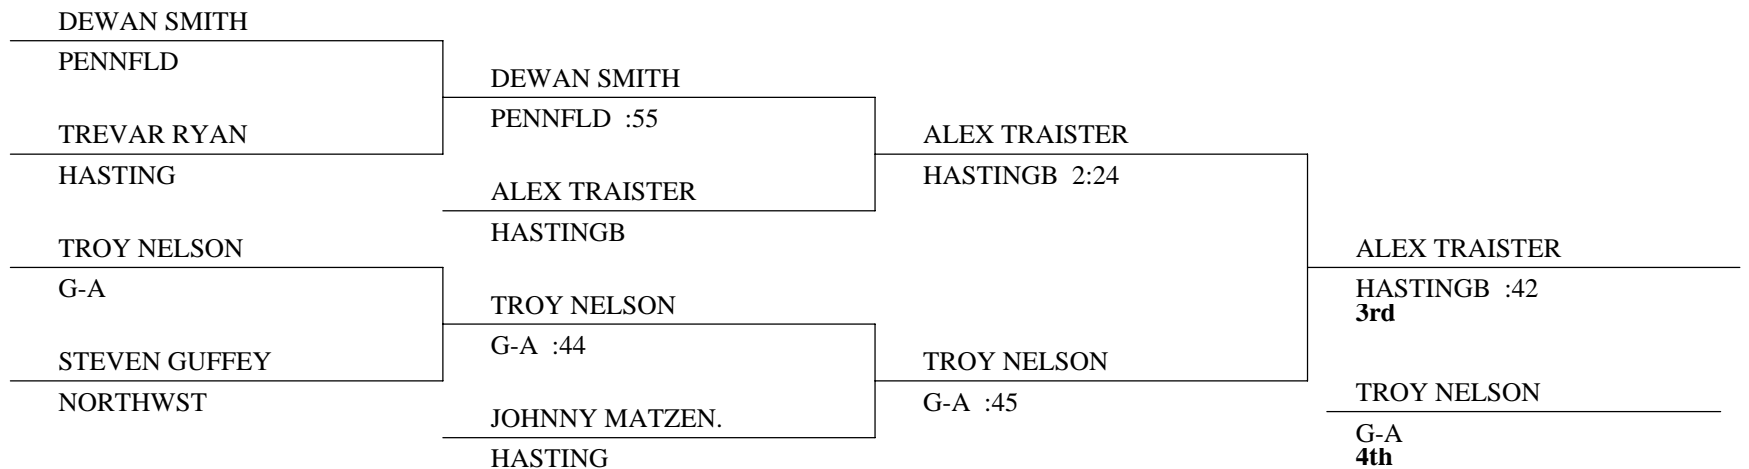 DEWAN SMITH
PENNFLD
TREVAR RYAN
HASTING
TROY NELSON
G-A
STEVEN GUFFEY
NORTHWST
DEWAN SMITH
PENNFLD :55
ALEX TRAISTER
HASTINGB
TROY NELSON
G-A :44
JOHNNY MATZEN.
HASTING
ALEX TRAISTER
HASTINGB 2:24
TROY NELSON
G-A :45
ALEX TRAISTER
HASTINGB :42
3rd
TROY NELSON
G-A
4th